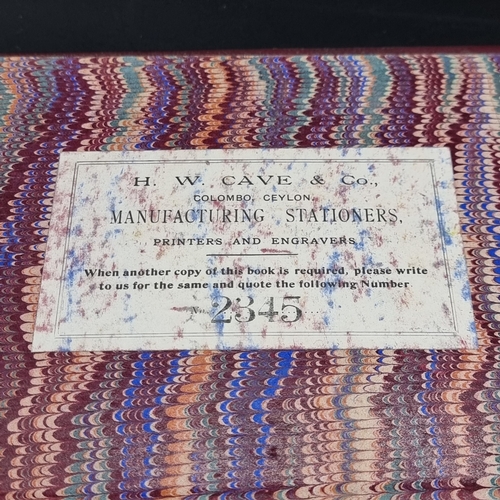 H. W. CAVE & Co.,
COLOMBO, CEYLON,
MANUFACTURING STATIONERS,
PRINTERS AND ENGRAVERS
When another copy of this book is required, please write
to us for the same and quote the following Number
No 2345